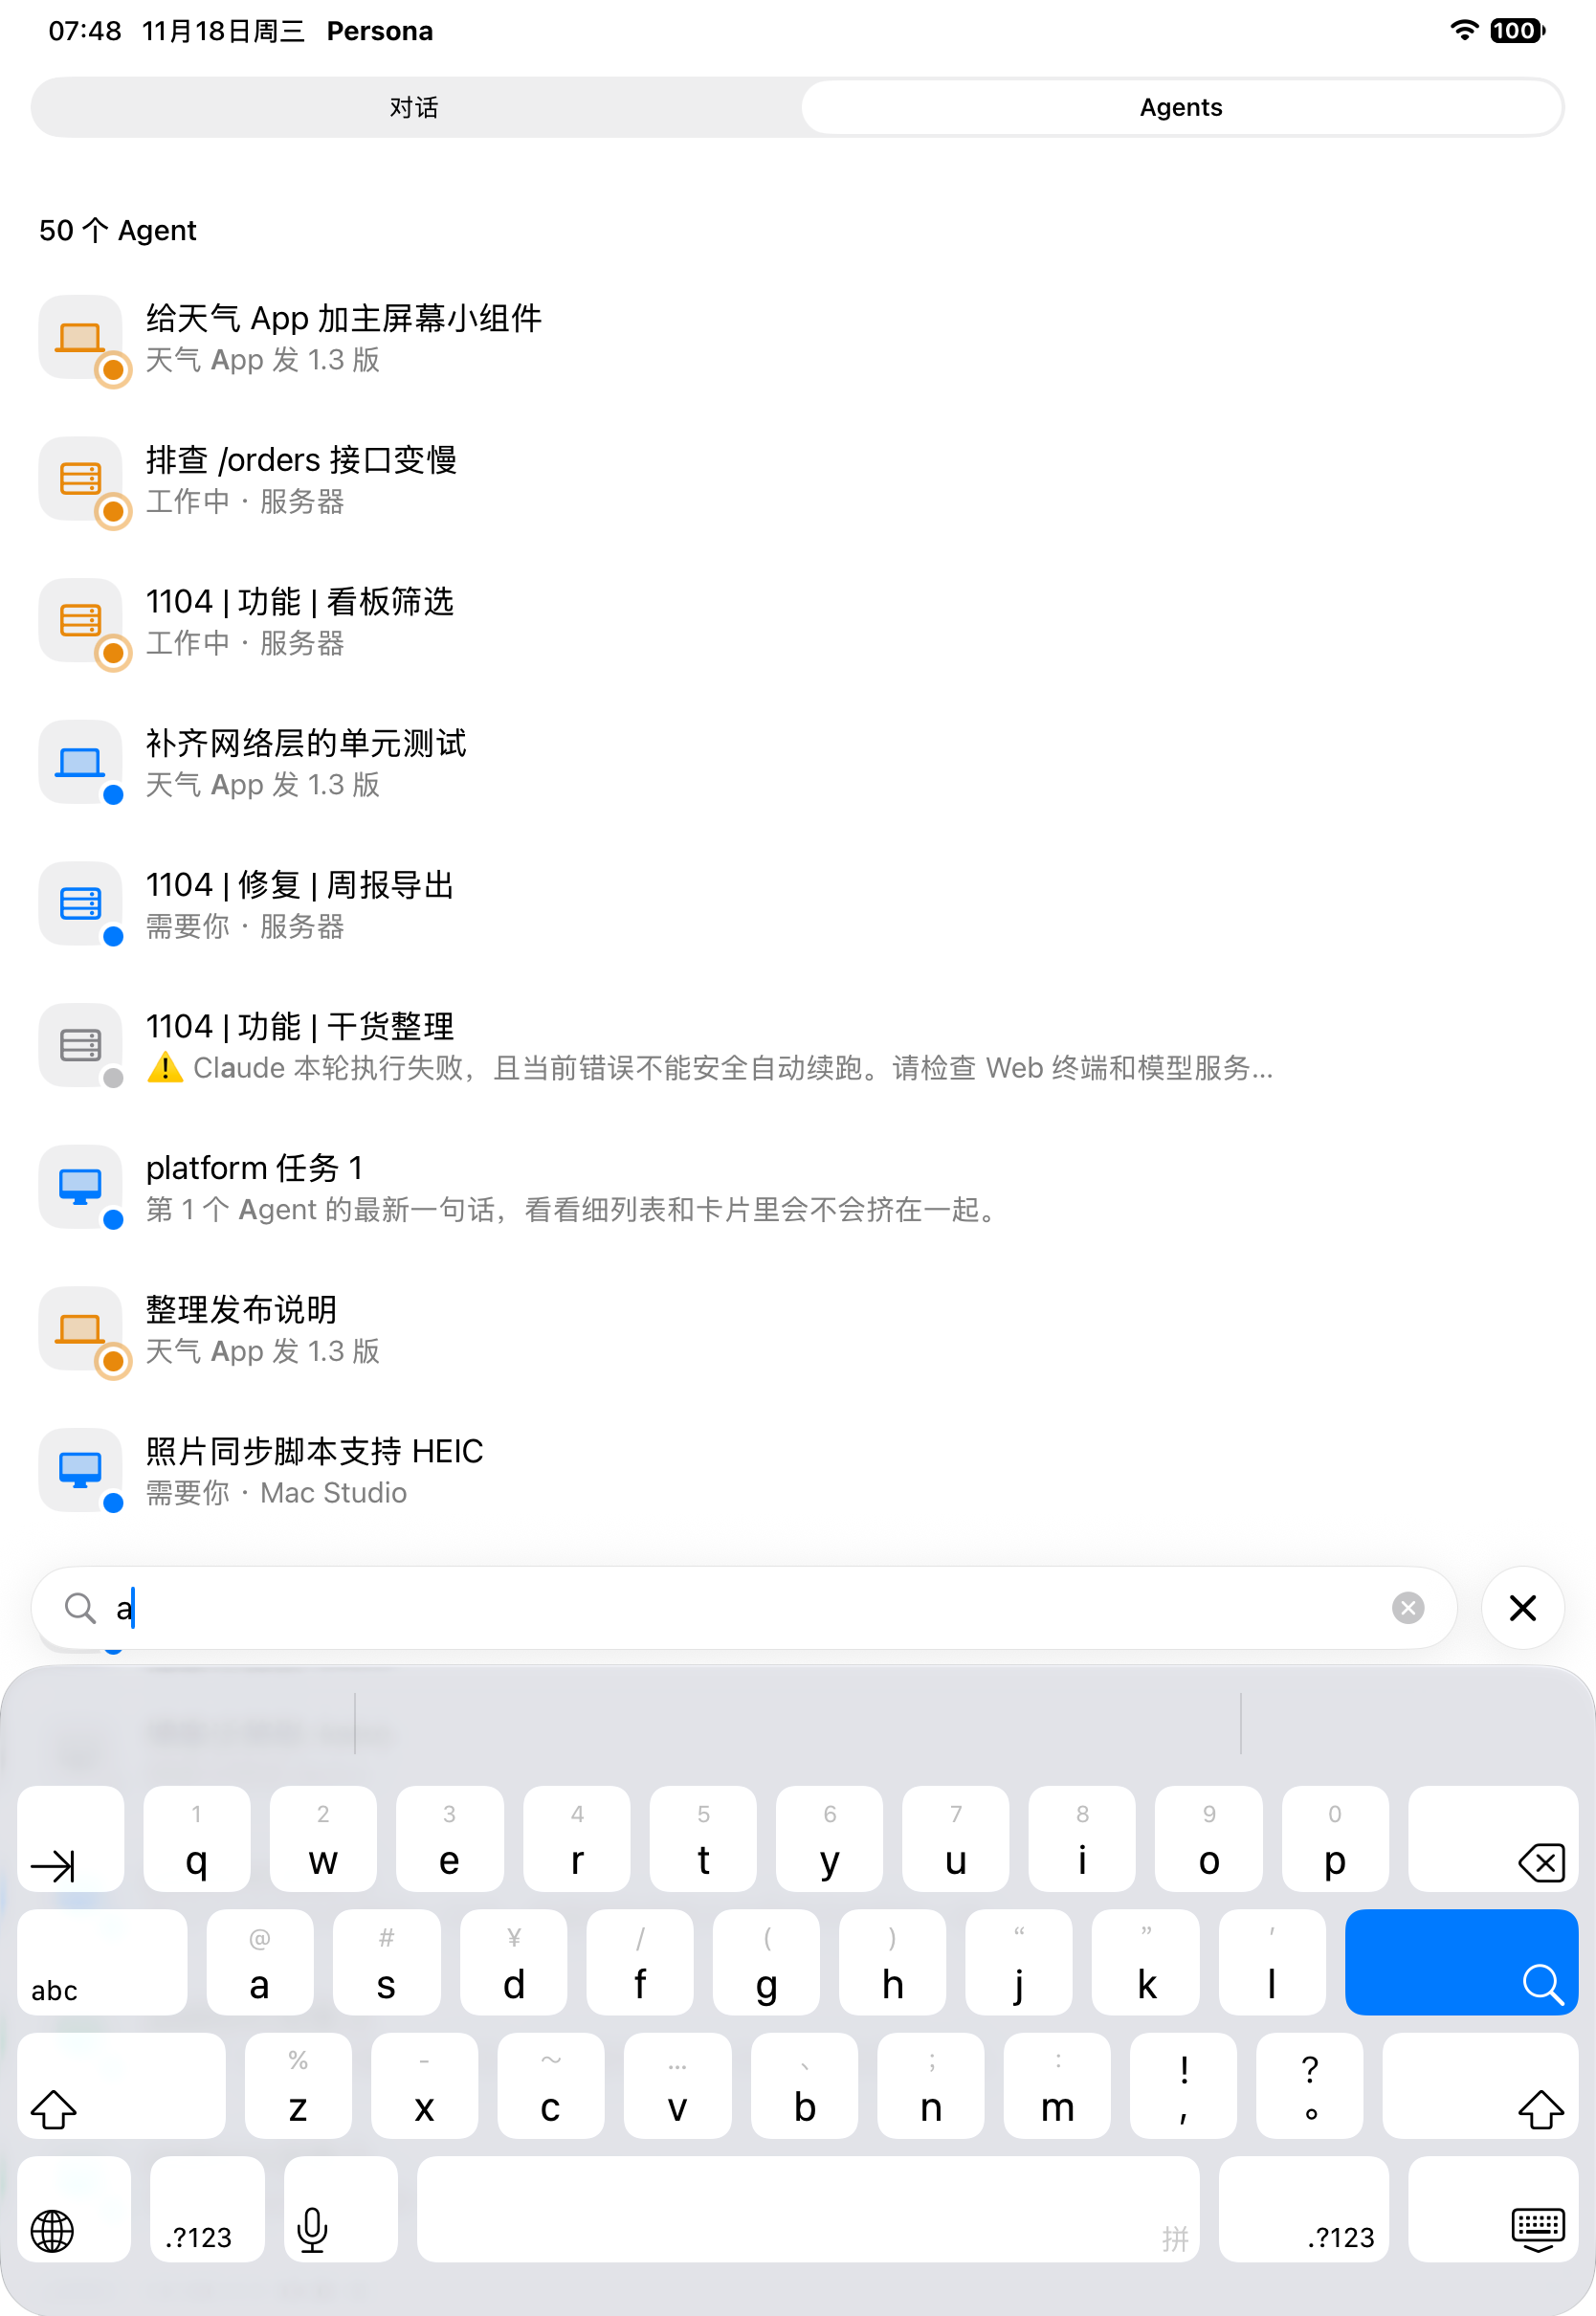 07:48 11月18日周三 Persona
100
对话 Agents
50 个 Agent
给天气 App 加主屏幕小组件
天气 App 发 1.3 版
排查 /orders 接口变慢
工作中 · 服务器
1104 | 功能 | 看板筛选
工作中 · 服务器
补齐网络层的单元测试
天气 App 发 1.3 版
1104 | 修复 | 周报导出
需要你 · 服务器
1104 | 功能 | 干货整理
⚠️ Claude 本轮执行失败，且当前错误不能安全自动续跑。请检查 Web 终端和模型服务...
platform 任务 1
第 1 个 Agent 的最新一句话，看看细列表和卡片里会不会挤在一起。
整理发布说明
天气 App 发 1.3 版
照片同步脚本支持 HEIC
需要你 · Mac Studio
a
1 2 3 4 5 6 7 8 9 0
q w e r t y u i o p
@ # ¥ / ( ) “ ” ′
abc a s d f g h j k l
% - ～ … 、 ; : ! ?
z x c v b n m , 。
.?123 拼 .?123